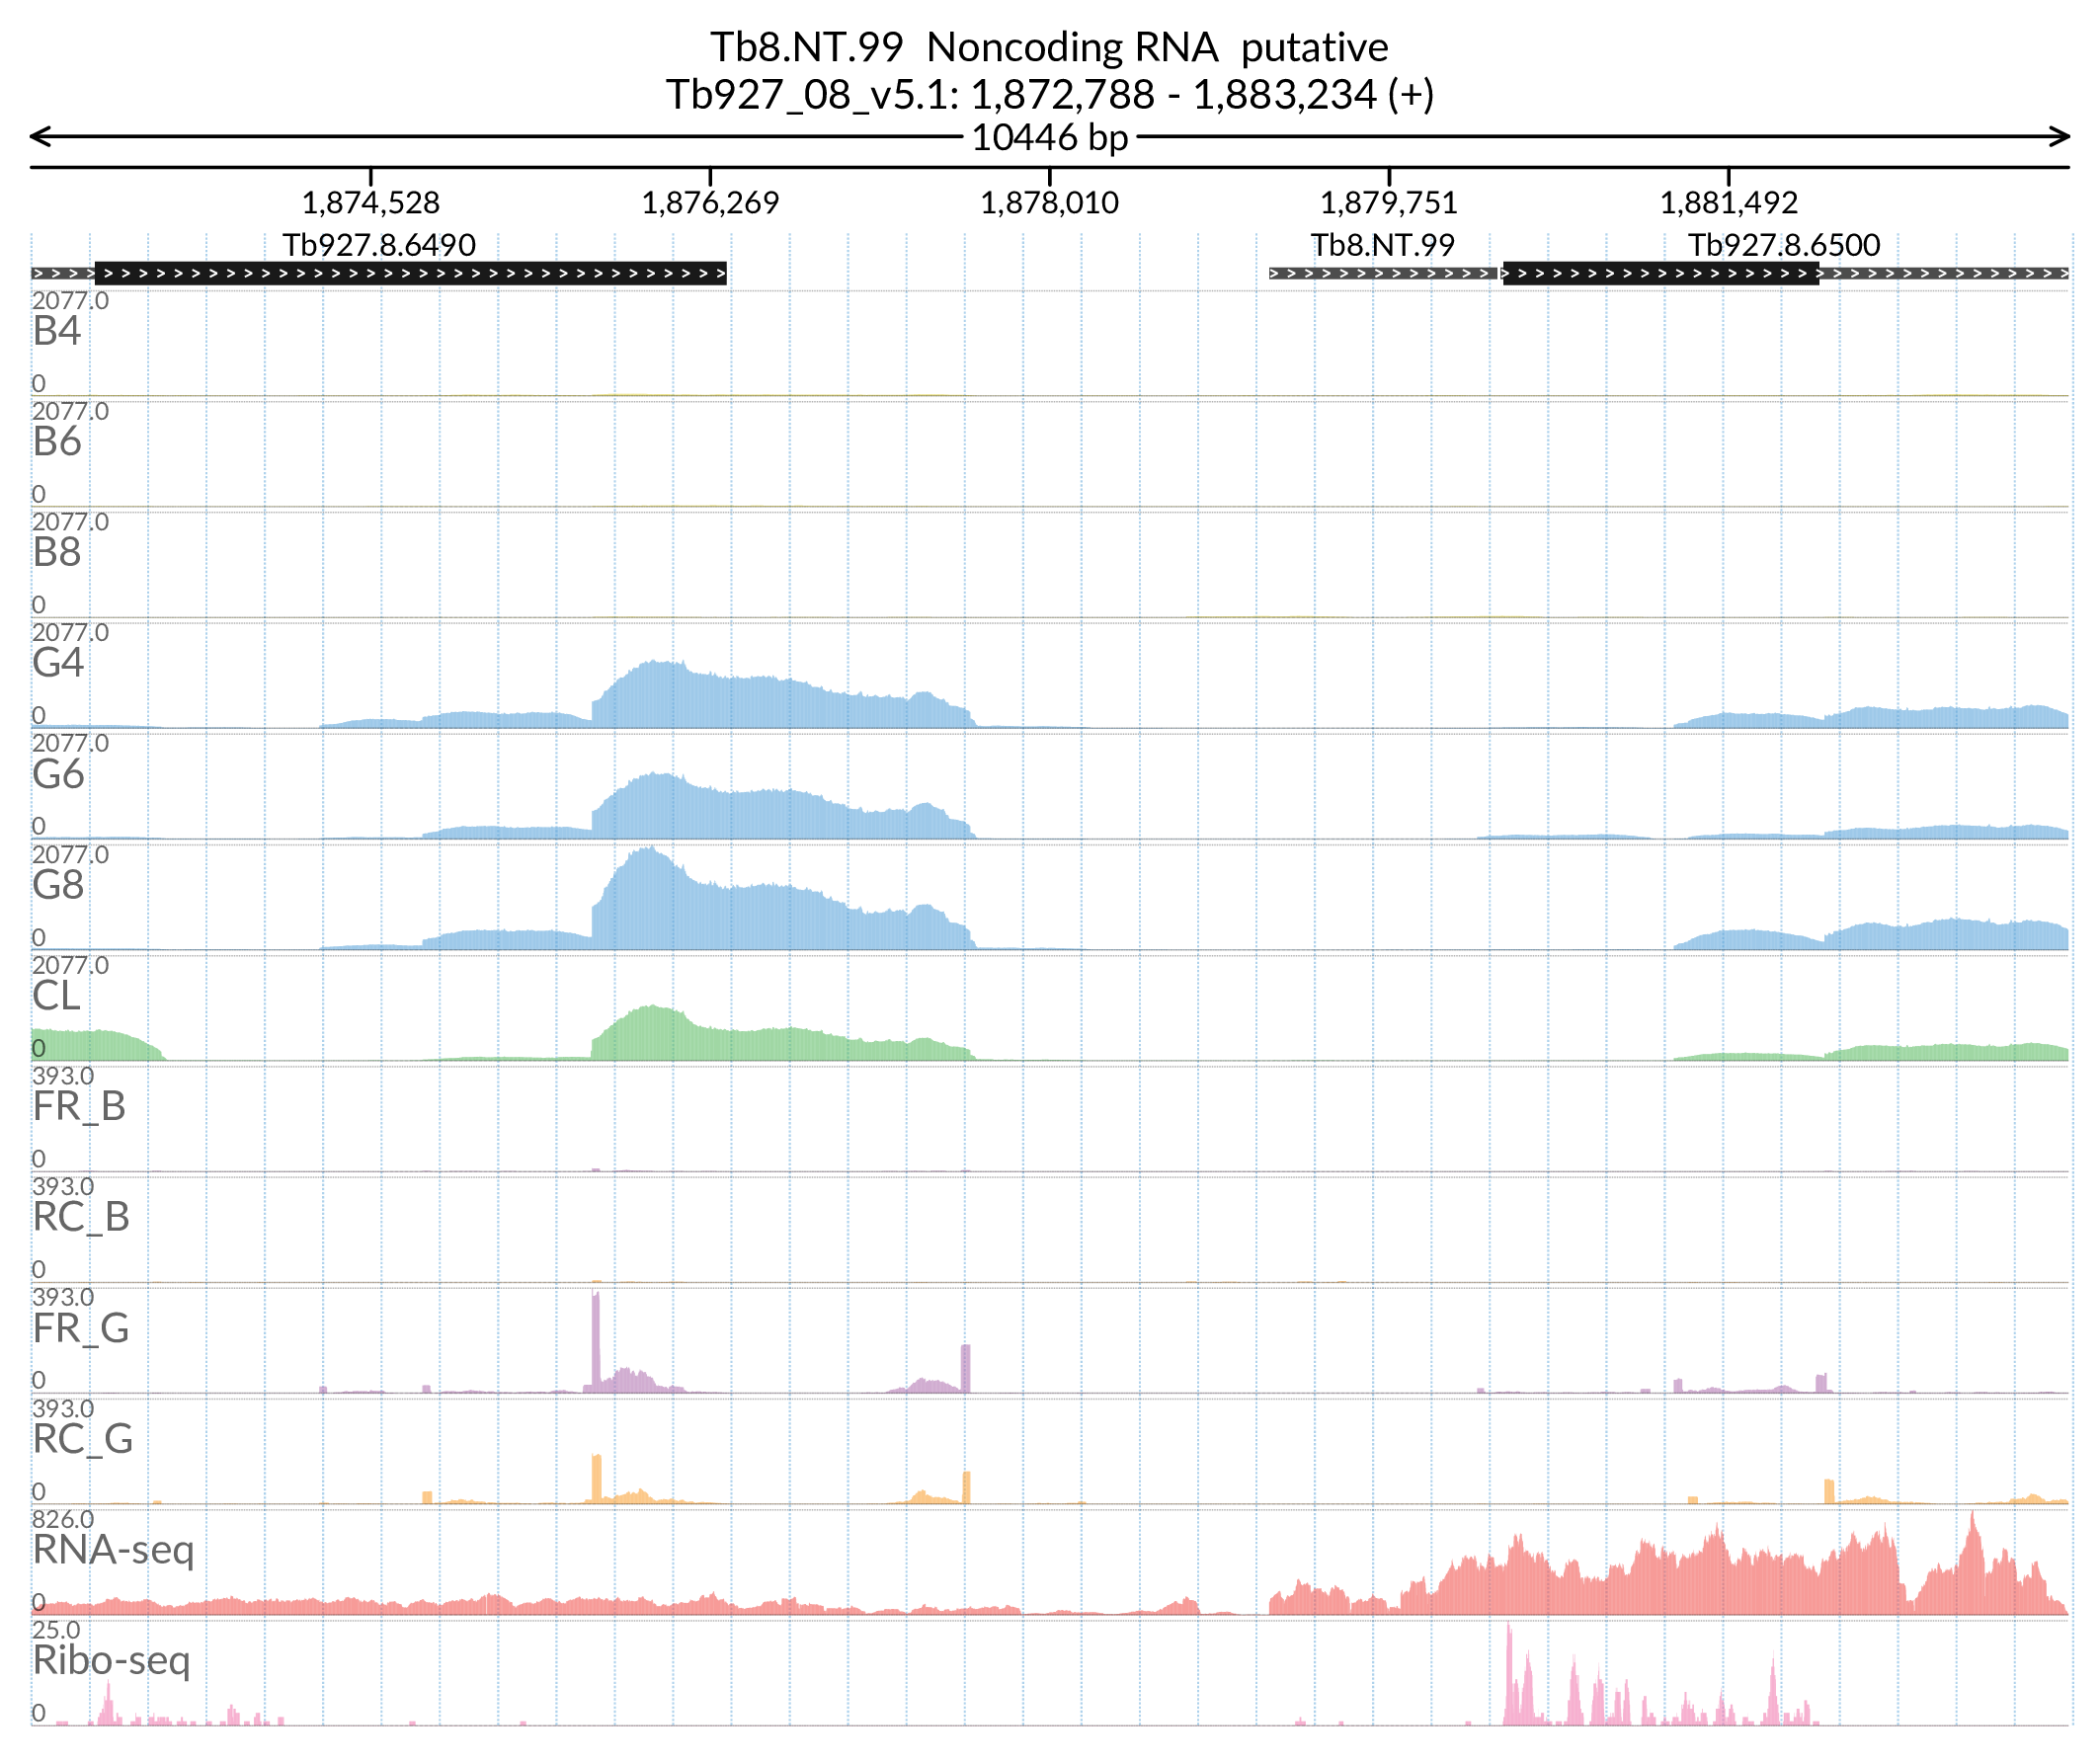 Tb8.NT.99 Noncoding RNA putative
Tb927_08_v5.1: 1,872,788 - 1,883,234 (+)
10446 bp
1,874,528 1,876,269 1,878,010 1,879,751 1,881,492
Tb927.8.6490 Tb8.NT.99 Tb927.8.6500
2077.0
B4
0
2077.0
B6
0
2077.0
B8
0
2077.0
G4
0
2077.0
G6
0
2077.0
G8
0
2077.0
CL
0
393.0
FR_B
0
393.0
RC_B
0
393.0
FR_G
0
393.0
RC_G
0
826.0
RNA-seq
0
25.0
Ribo-seq
0